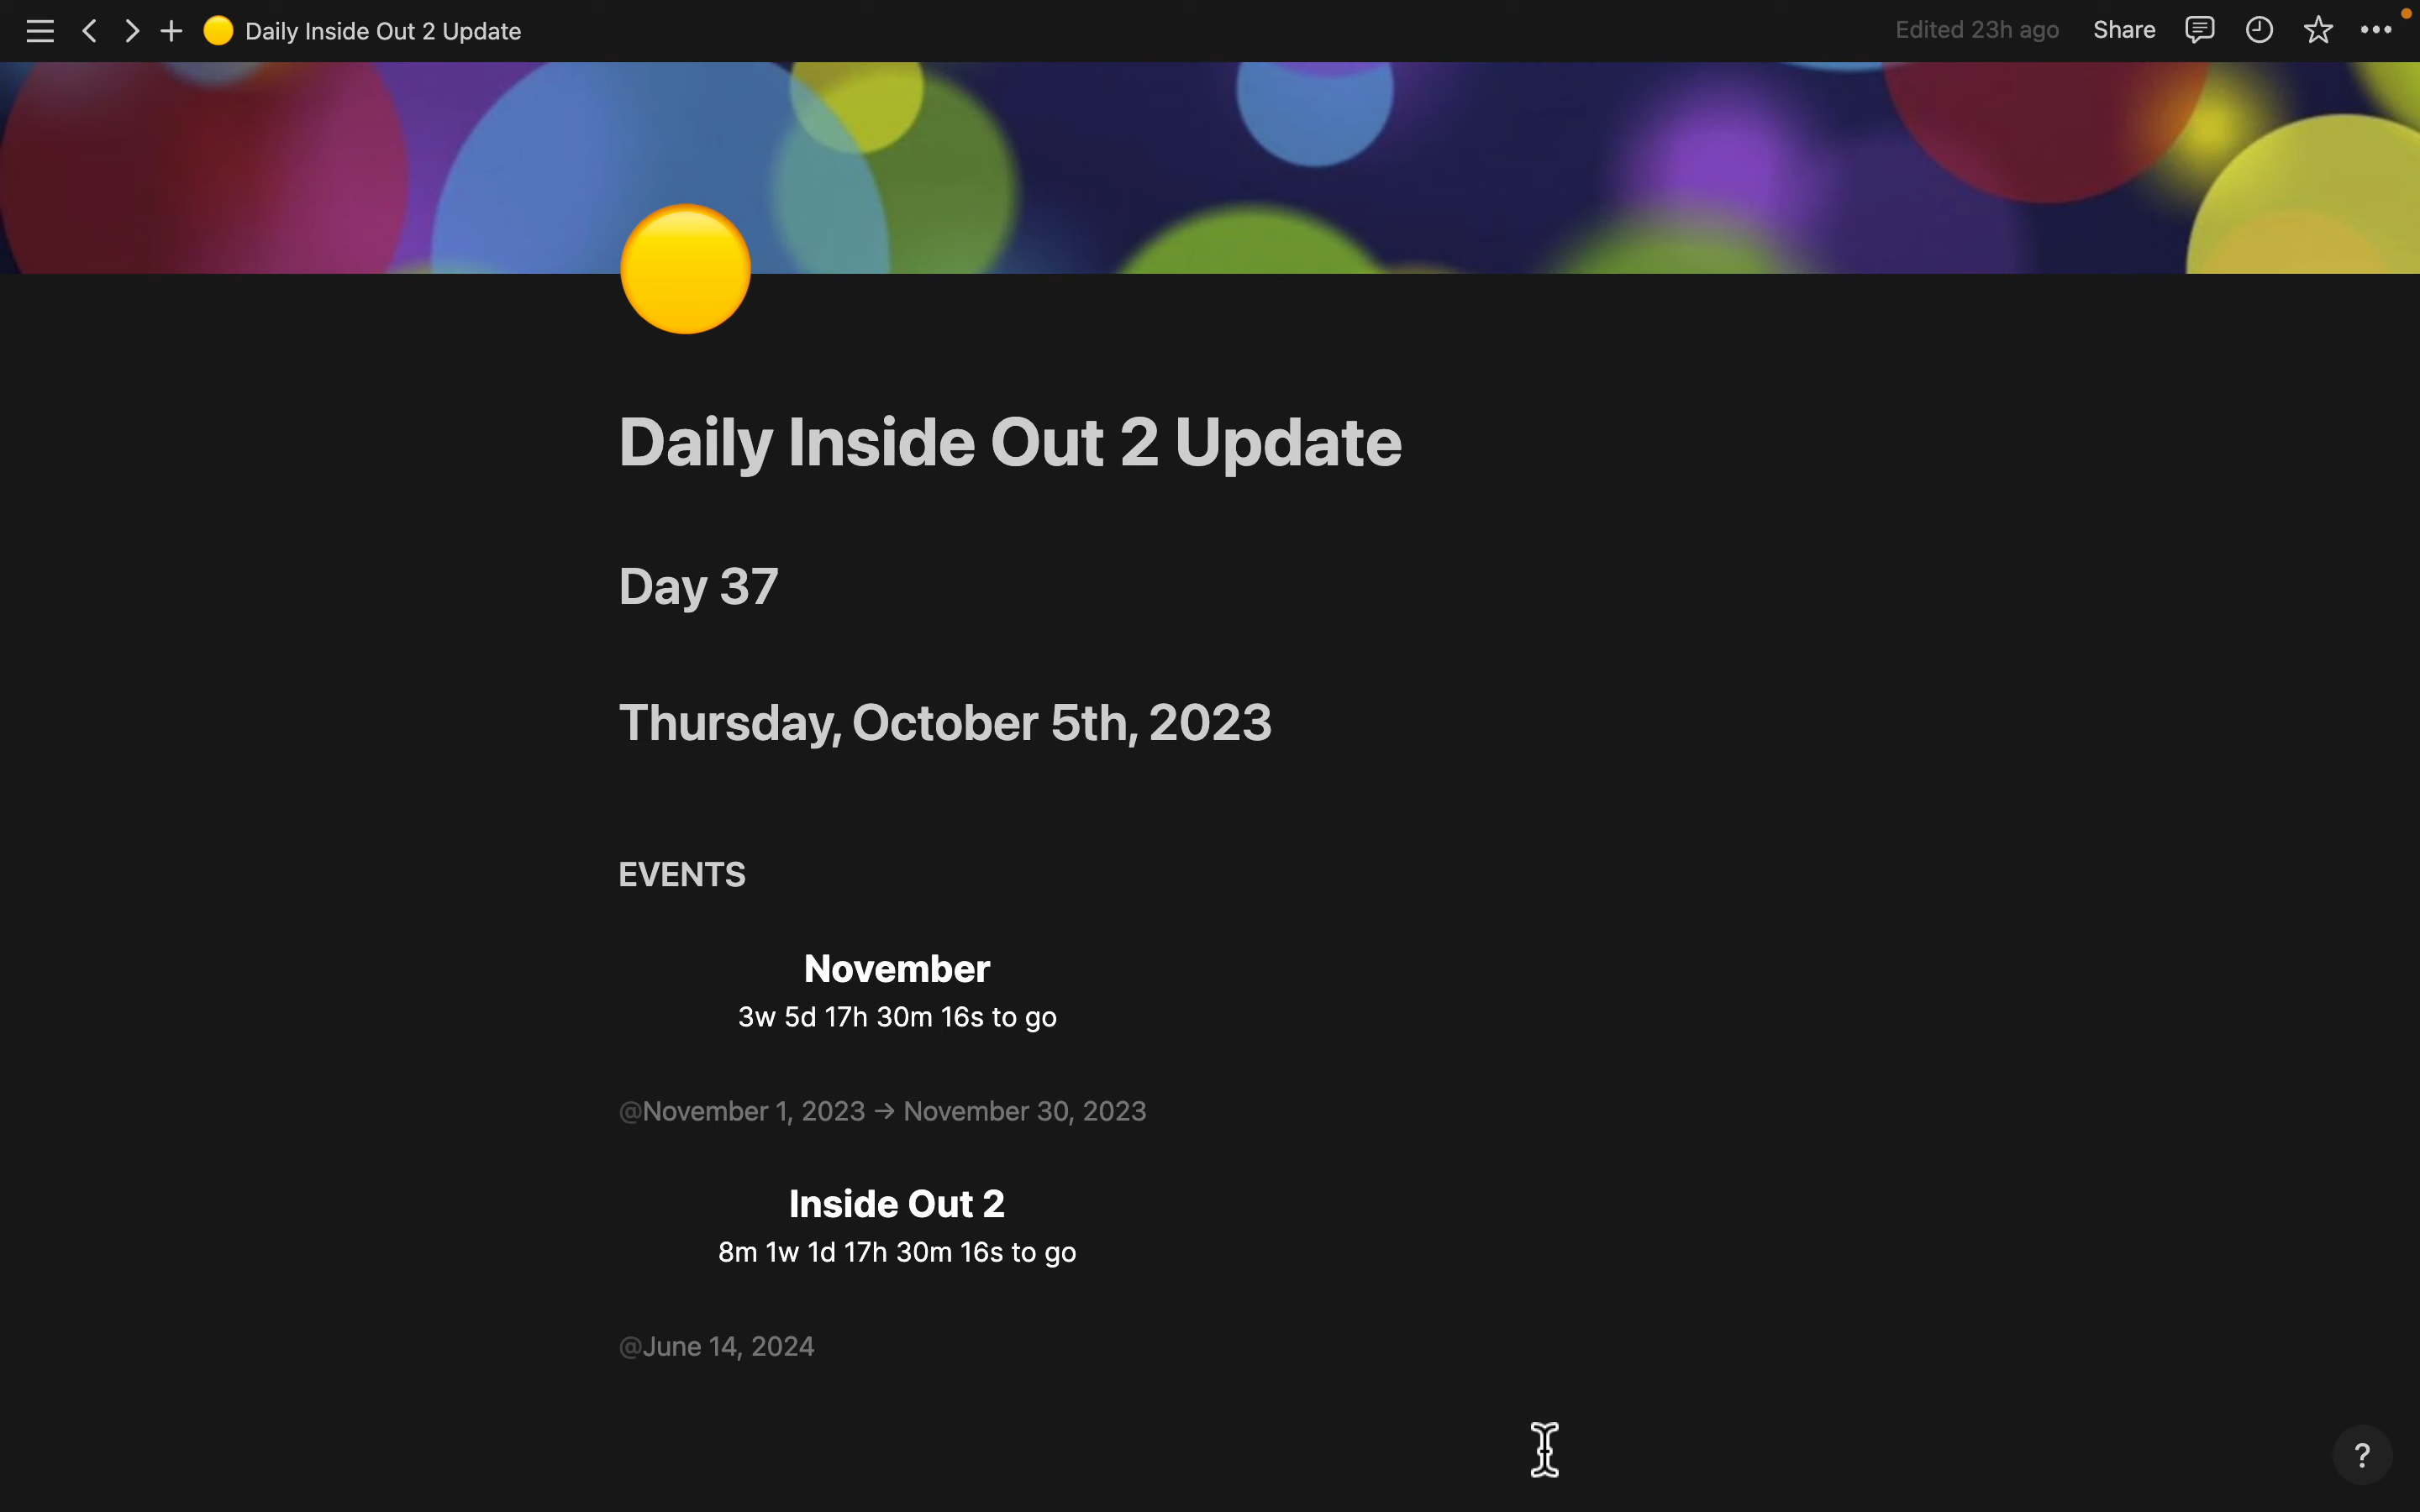 Daily Inside Out 2 Update
Edited 23h ago
Share
Daily Inside Out 2 Update
Day 37
Thursday, October 5th, 2023
EVENTS
November
3w 5d 17h 30m 16s to go
@November 1, 2023 → November 30, 2023
Inside Out 2
8m 1w 1d 17h 30m 16s to go
@June 14, 2024
?